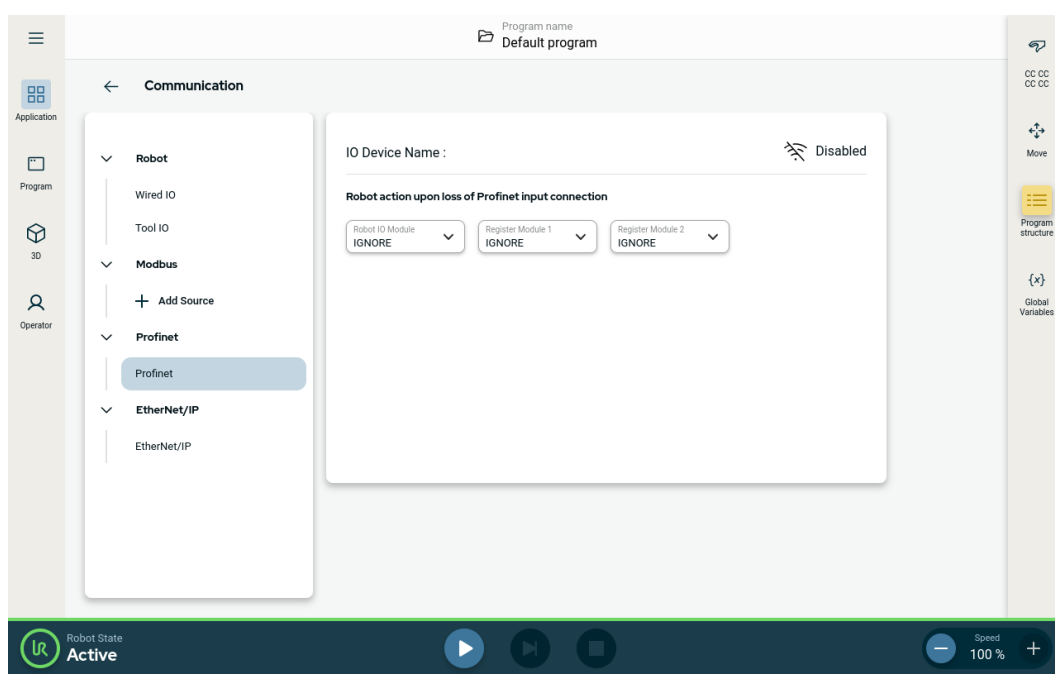 Program name
Default program
Application
Program
3D
Operator
Communication
Robot
Wired IO
Tool IO
Modbus
Add Source
Profinet
Profinet
EtherNet/IP
EtherNet/IP
IO Device Name :
Disabled
Robot action upon loss of Profinet input connection
Robot IO Module
IGNORE
Register Module 1
IGNORE
Register Module 2
IGNORE
CC CC
CC CC
Move
Program
structure
{x}
Global
Variables
UR
Robot State
Active
Speed
100 %